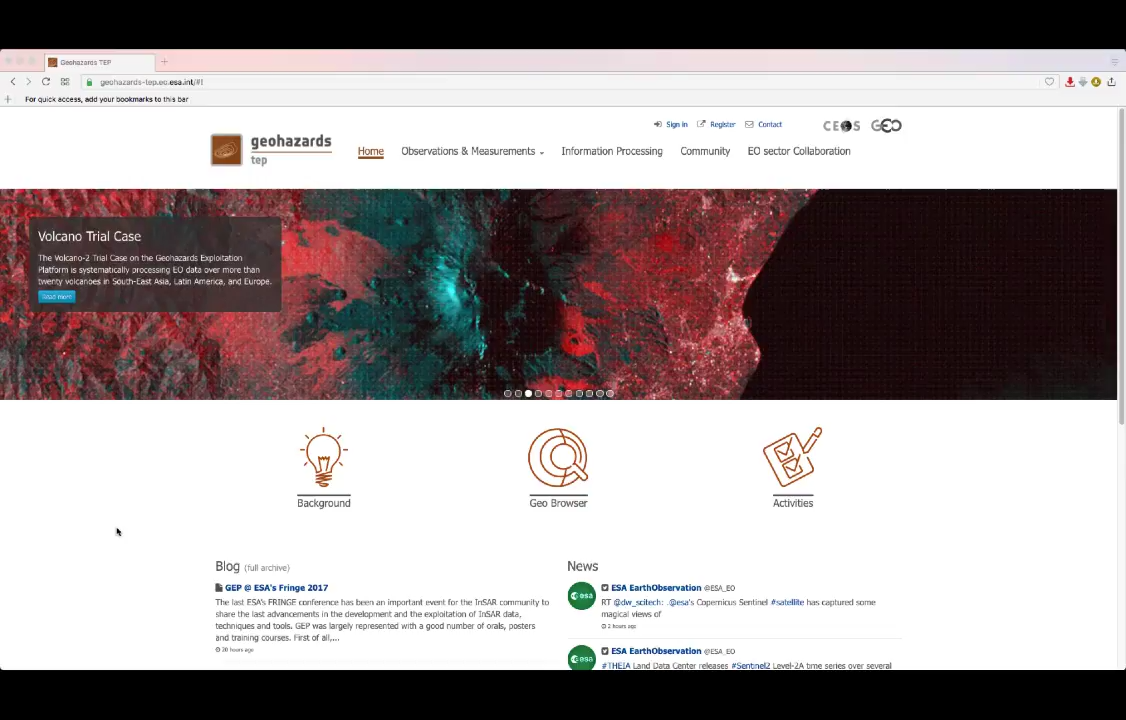 Geohazards TEP
geohazards-tep.eo.esa.int/#!
For quick access, add your bookmarks to this bar
Sign in Register Contact
CEOS GEO
geohazards
tep
Home Observations & Measurements Information Processing Community EO sector Collaboration
Volcano Trial Case
The Volcano-2 Trial Case on the Geohazards Exploitation
Platform is systematically processing EO data over more than
twenty volcanoes in South-East Asia, Latin America, and Europe.
Read more
Background Geo Browser Activities
Blog (full archive)
GEP @ ESA's Fringe 2017
The last ESA's FRINGE conference has been an important event for the InSAR community to
share the last advancements in the development and the exploitation of InSAR data,
techniques and tools. GEP was largely represented with a good number of orals, posters
and training courses. First of all,...
20 hours ago
News
esa
ESA EarthObservation @ESA_EO
RT @dw_scitech: .@esa's Copernicus Sentinel #satellite has captured some
magical views of
2 hours ago
esa
ESA EarthObservation @ESA_EO
#THEIA Land Data Center releases #Sentinel2 Level-2A time series over several